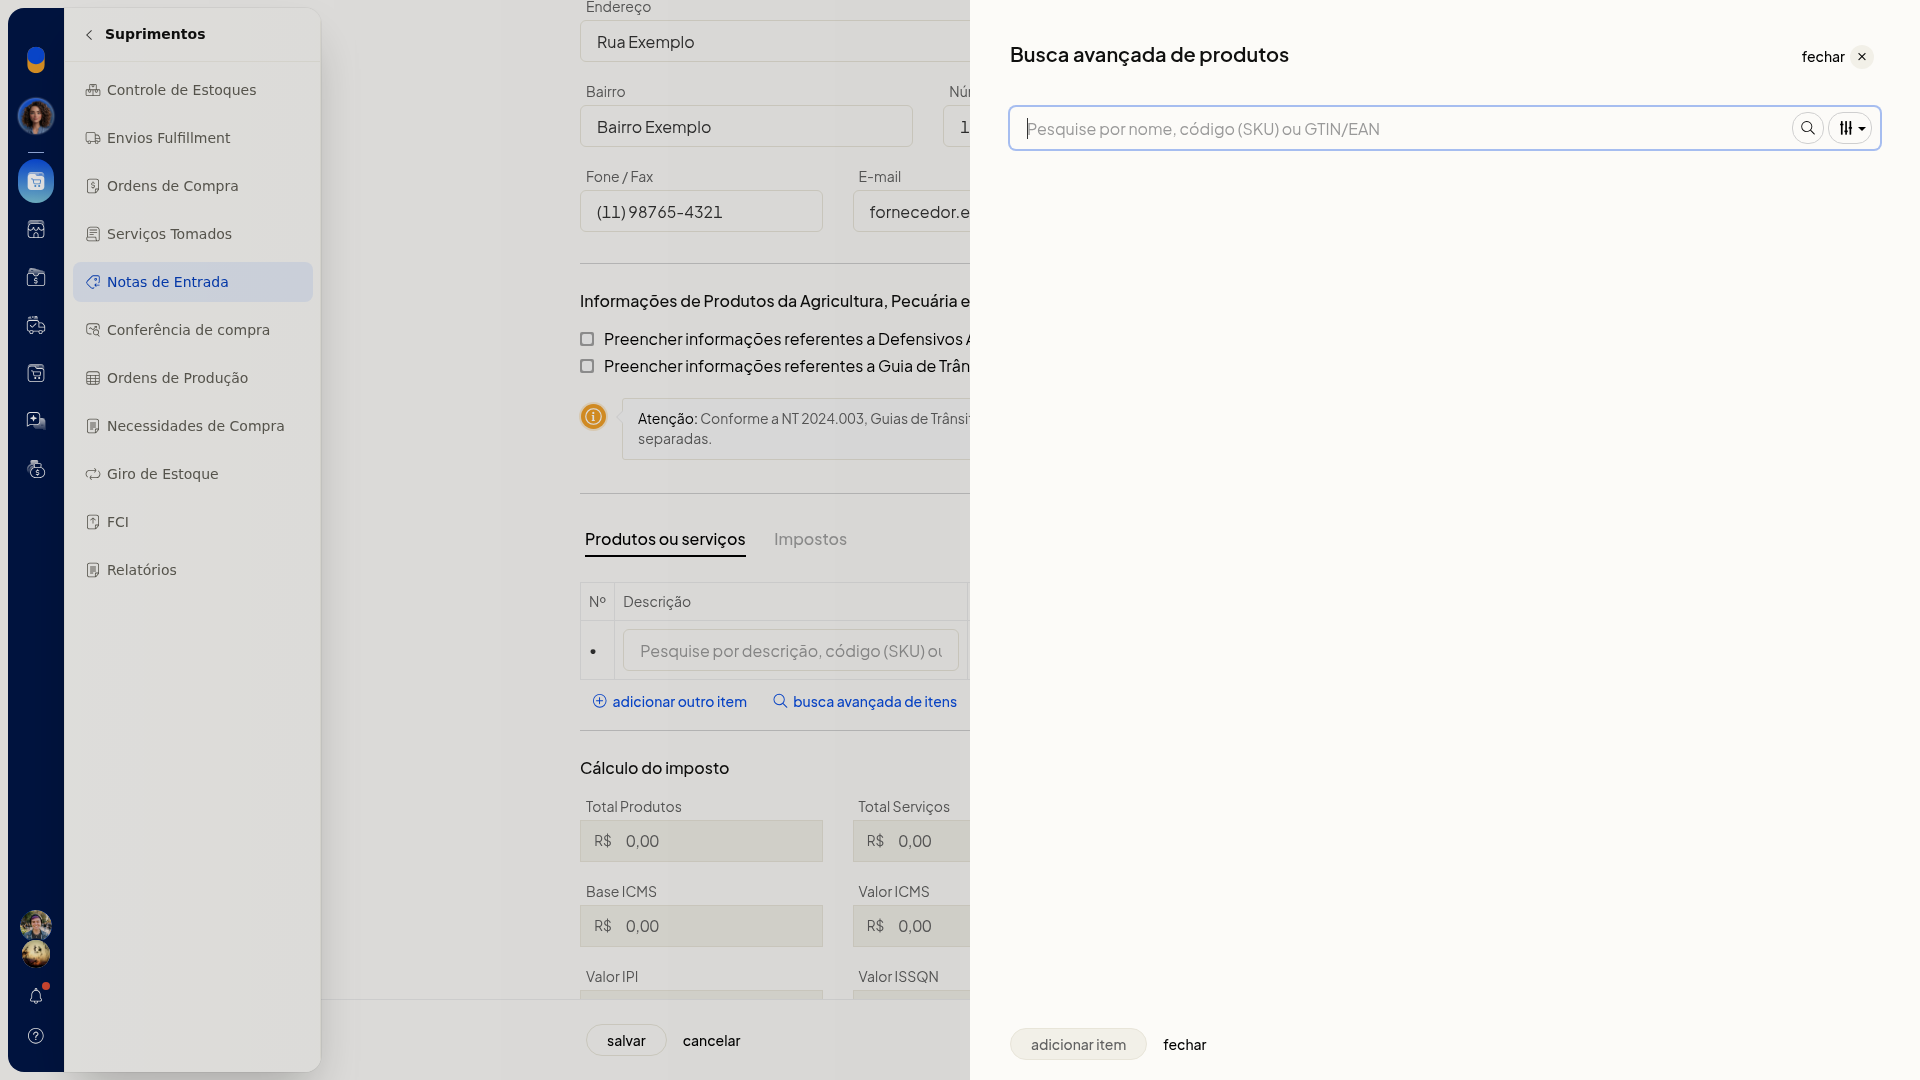 Suprimentos
Controle de Estoques
Envios Fulfillment
Ordens de Compra
Serviços Tomados
Notas de Entrada
Conferência de compra
Ordens de Produção
Necessidades de Compra
Giro de Estoque
FCI
Relatórios
Endereço
Rua Exemplo
Bairro
Bairro Exemplo
1
Fone / Fax
E-mail
(11) 98765-4321
fornecedor.e
Informações de Produtos da Agricultura, Pecuária e
Preencher informações referentes a Defensivos
Preencher informações referentes a Guia de
Atenção: Conforme a NT 2024.003, Guias de
separadas.
Produtos ou serviços
Impostos
Nº
Descrição
Pesquise por descrição, código (SKU)
adicionar outro item
busca avançada de itens
Cálculo do imposto
Total Produtos
Total Serviços
R$ 0,00
R$ 0,00
Base ICMS
Valor ICMS
R$ 0,00
R$ 0,00
Valor IPI
Valor ISSQN
salvar
cancelar
Busca avançada de produtos
fechar ×
Pesquise por nome, código (SKU) ou GTIN/EAN
adicionar item
fechar